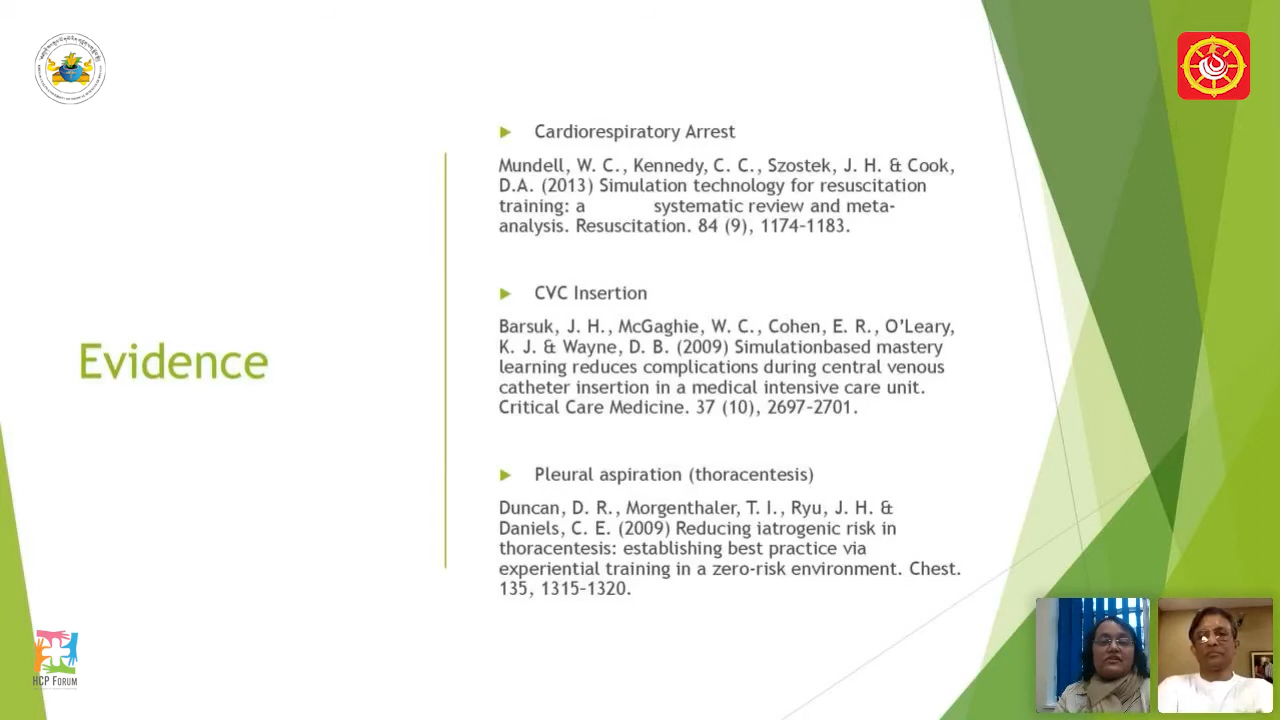 Evidence
Cardiorespiratory Arrest
Mundell, W. C., Kennedy, C. C., Szostek, J. H. & Cook,
D.A. (2013) Simulation technology for resuscitation
training: a systematic review and meta-
analysis. Resuscitation. 84 (9), 1174–1183.
CVC Insertion
Barsuk, J. H., McGaghie, W. C., Cohen, E. R., O’Leary,
K. J. & Wayne, D. B. (2009) Simulationbased mastery
learning reduces complications during central venous
catheter insertion in a medical intensive care unit.
Critical Care Medicine. 37 (10), 2697–2701.
Pleural aspiration (thoracentesis)
Duncan, D. R., Morgenthaler, T. I., Ryu, J. H. &
Daniels, C. E. (2009) Reducing iatrogenic risk in
thoracentesis: establishing best practice via
experiential training in a zero-risk environment. Chest.
135, 1315–1320.
HCP FORUM